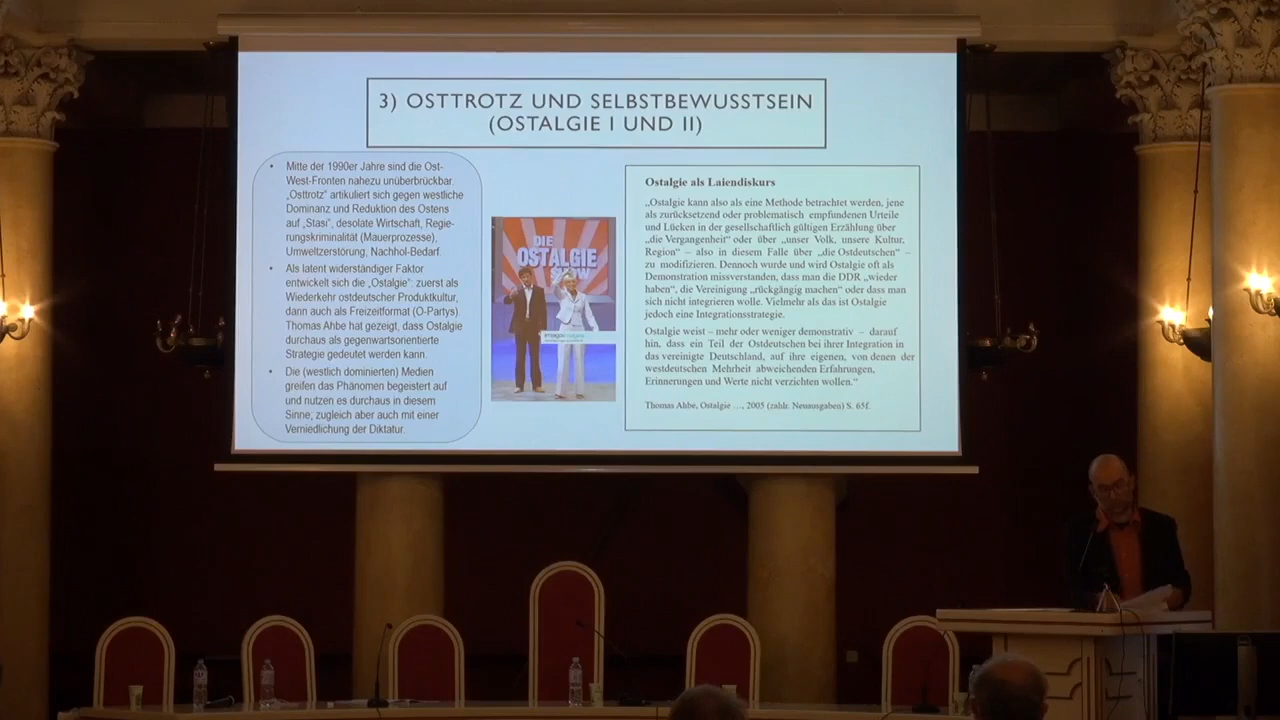 3) OSTTROTZ UND SELBSTBEWUSSTSEIN
(OSTALGIE I UND II)
• Mitte der 1990er Jahre sind die Ost-
West-Fronten nahezu unüberbrückbar.
„Osttrotz“ artikuliert sich gegen westliche
Dominanz und Reduktion des Ostens
auf „Stasi“, desolate Wirtschaft, Regie-
rungskriminalität (Mauerprozesse),
Umweltzerstörung, Nachhol-Bedarf.
• Als latent widerständiger Faktor
entwickelt sich die „Ostalgie“: zuerst als
Wiederkehr ostdeutscher Produktkultur,
dann auch als Freizeitformat (O-Partys).
Thomas Ahbe hat gezeigt, dass Ostalgie
durchaus als gegenwartsorientierte
Strategie gedeutet werden kann.
• Die (westlich dominierten) Medien
greifen das Phänomen begeistert auf
und nutzen es durchaus in diesem
Sinne; zugleich aber auch mit einer
Verniedlichung der Diktatur.
DIE
OSTALGIE
SHOW
Ostalgie als Laiendiskurs
„Ostalgie kann also als eine Methode betrachtet werden, jene
als zurücksetzend oder problematisch empfundenen Urteile
und Lücken in der gesellschaftlich gültigen Erzählung über
„die Vergangenheit“ oder über „unser Volk, unsere Kultur,
Region“ – also in diesem Falle über „die Ostdeutschen“ –
zu modifizieren. Dennoch wurde und wird Ostalgie oft als
Demonstration missverstanden, dass man die DDR „wieder
haben“, die Vereinigung „rückgängig machen“ oder dass man
sich nicht integrieren wolle. Vielmehr als das ist Ostalgie
jedoch eine Integrationsstrategie.
Ostalgie weist – mehr oder weniger demonstrativ – darauf
hin, dass ein Teil der Ostdeutschen bei ihrer Integration in
das vereinigte Deutschland, auf ihre eigenen, von denen der
westdeutschen Mehrheit abweichenden Erfahrungen,
Erinnerungen und Werte nicht verzichten wollen.“
Thomas Ahbe, Ostalgie …, 2005 (zahlr. Neuausgaben) S. 65f.